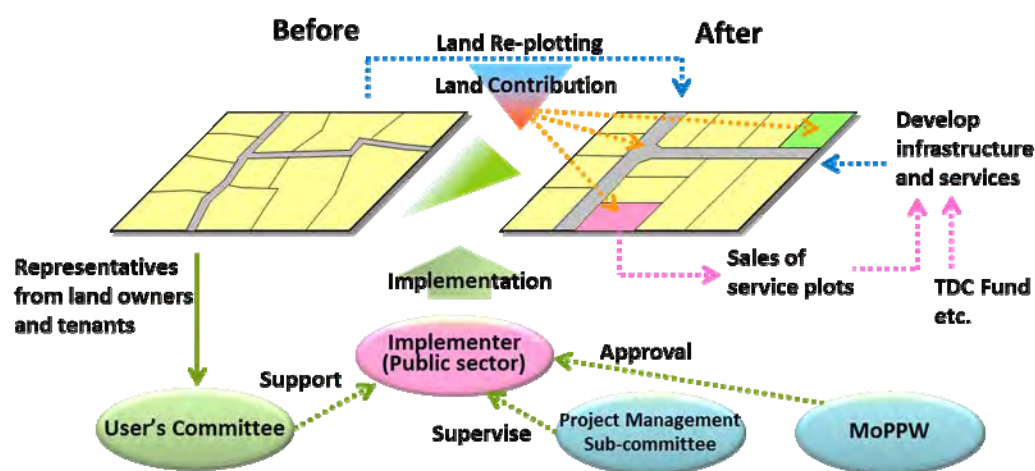 Before
Land Re-plotting
After
Land Contribution
Develop
infrastructure
and services
Representatives
from land owners
and tenants
Implementation
Sales of
service plots
TDC Fund
etc.
Implementer
(Public sector)
Approval
Support
User's Committee
Supervise
Project Management
Sub-committee
MoPPW